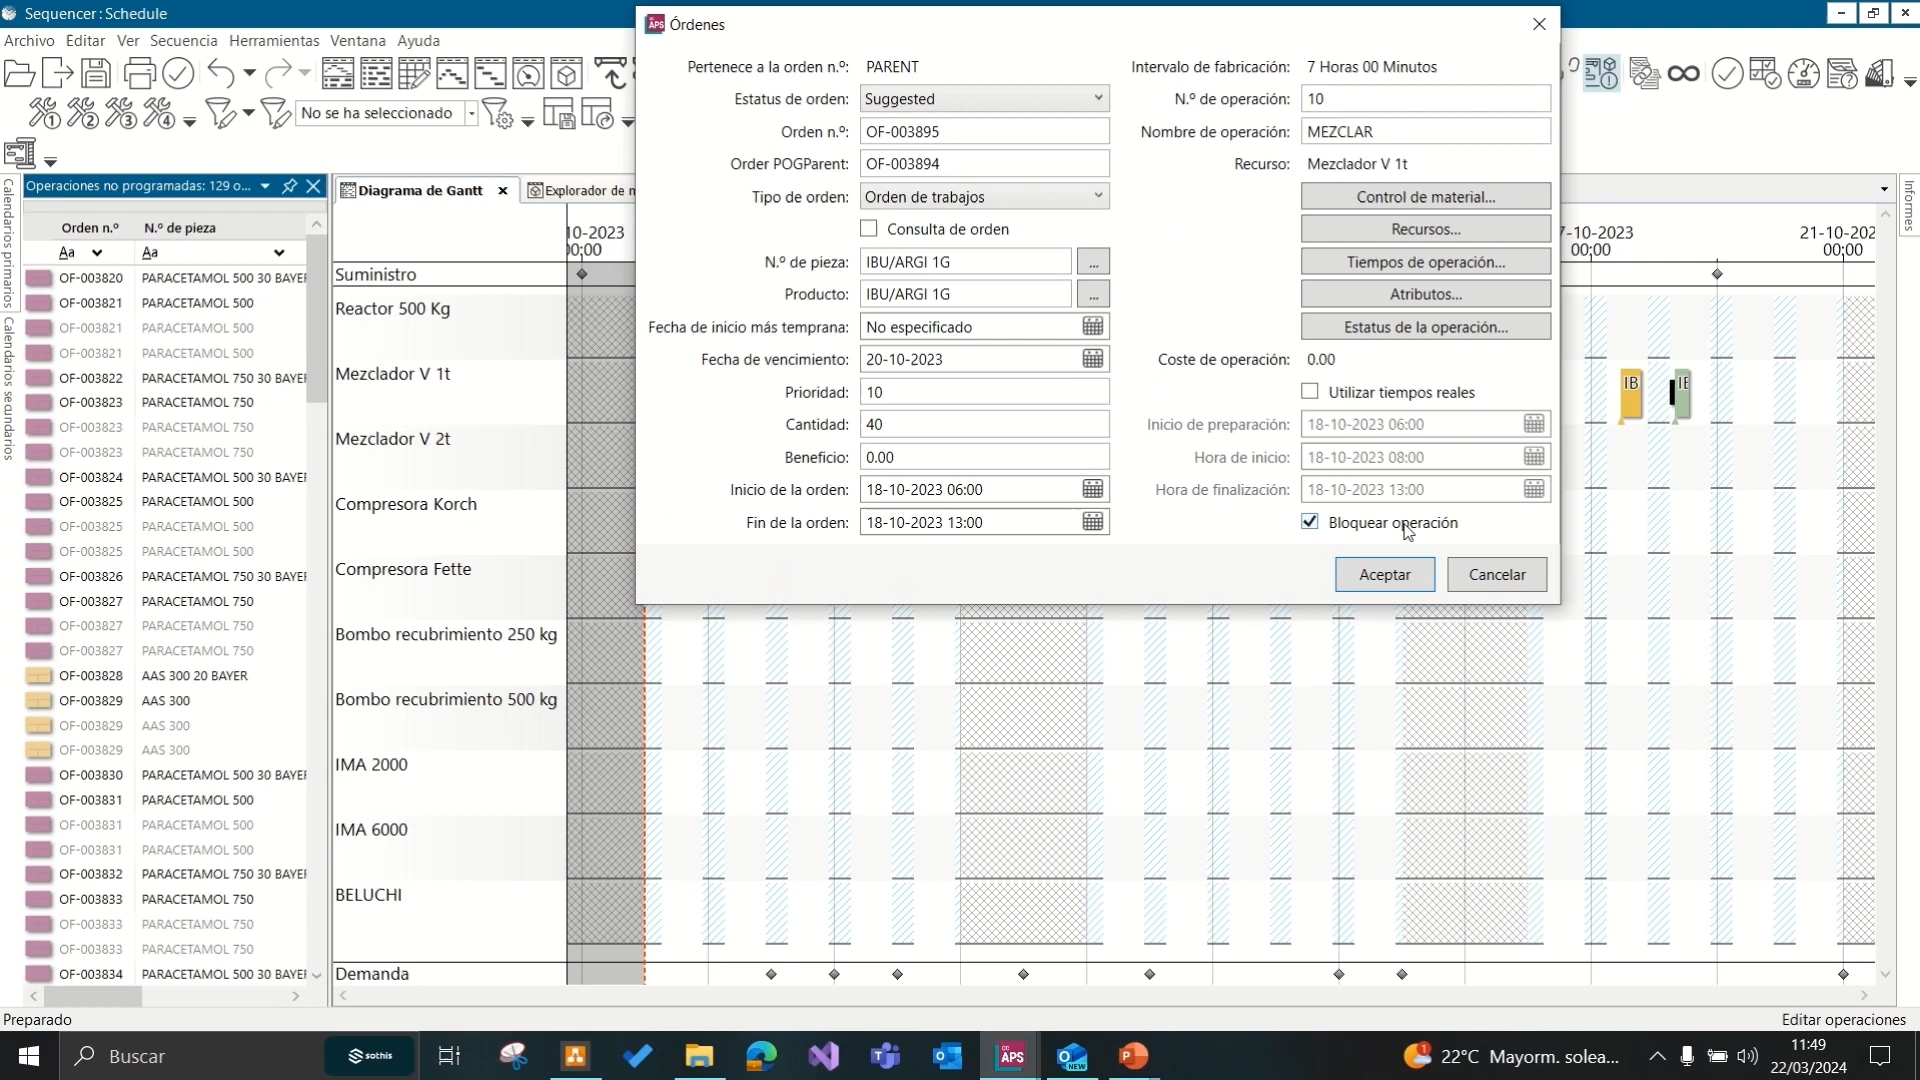 Sequencer: Schedule
Archivo Editar Ver Secuencia Herramientas Ventana Ayuda
No se ha seleccionado
Calendarios primarios
Calendarios secundarios
Informes
Operaciones no programadas: 129 o...
Orden n.º N.º de pieza
Aa Aa
OF-003820 PARACETAMOL 500 30 BAYER
OF-003821 PARACETAMOL 500
OF-003821 PARACETAMOL 500
OF-003821 PARACETAMOL 500
OF-003822 PARACETAMOL 750 30 BAYER
OF-003823 PARACETAMOL 750
OF-003823 PARACETAMOL 750
OF-003823 PARACETAMOL 750
OF-003824 PARACETAMOL 500 30 BAYER
OF-003825 PARACETAMOL 500
OF-003825 PARACETAMOL 500
OF-003825 PARACETAMOL 500
OF-003826 PARACETAMOL 750 30 BAYER
OF-003827 PARACETAMOL 750
OF-003827 PARACETAMOL 750
OF-003827 PARACETAMOL 750
OF-003828 AAS 300 20 BAYER
OF-003829 AAS 300
OF-003829 AAS 300
OF-003829 AAS 300
OF-003830 PARACETAMOL 500 30 BAYER
OF-003831 PARACETAMOL 500
OF-003831 PARACETAMOL 500
OF-003831 PARACETAMOL 500
OF-003832 PARACETAMOL 750 30 BAYER
OF-003833 PARACETAMOL 750
OF-003833 PARACETAMOL 750
OF-003833 PARACETAMOL 750
OF-003834 PARACETAMOL 500 30 BAYER
Diagrama de Gantt
Explorador de m
10-2023
00:00
7-10-2023
00:00
21-10-202
00:00
Suministro
Reactor 500 Kg
Mezclador V 1t
IB IE
Mezclador V 2t
Compresora Korch
Compresora Fette
Bombo recubrimiento 250 kg
Bombo recubrimiento 500 kg
IMA 2000
IMA 6000
BELUCHI
Demanda
APS Órdenes
Pertenece a la orden n.º: PARENT
Estatus de orden: Suggested
Orden n.º: OF-003895
Order POGParent: OF-003894
Tipo de orden: Orden de trabajos
Consulta de orden
N.º de pieza: IBU/ARGI 1G ...
Producto: IBU/ARGI 1G ...
Fecha de inicio más temprana: No especificado
Fecha de vencimiento: 20-10-2023
Prioridad: 10
Cantidad: 40
Beneficio: 0.00
Inicio de la orden: 18-10-2023 06:00
Fin de la orden: 18-10-2023 13:00
Intervalo de fabricación: 7 Horas 00 Minutos
N.º de operación: 10
Nombre de operación: MEZCLAR
Recurso: Mezclador V 1t
Control de material...
Recursos...
Tiempos de operación...
Atributos...
Estatus de la operación...
Coste de operación: 0.00
Utilizar tiempos reales
Inicio de preparación: 18-10-2023 06:00
Hora de inicio: 18-10-2023 08:00
Hora de finalización: 18-10-2023 13:00
Bloquear operación
Aceptar Cancelar
Preparado
Editar operaciones
Buscar
sothis
APS
NEW
1
22°C Mayorm. solea...
11:49
22/03/2024